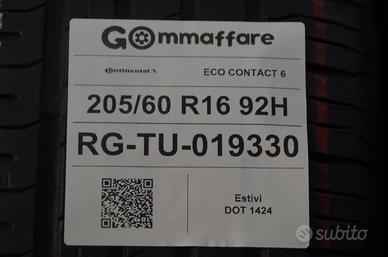 GOmmaffare
Continental ECO CONTACT 6
205/60 R16 92H
RG-TU-019330
Estivi
DOT 1424
subito